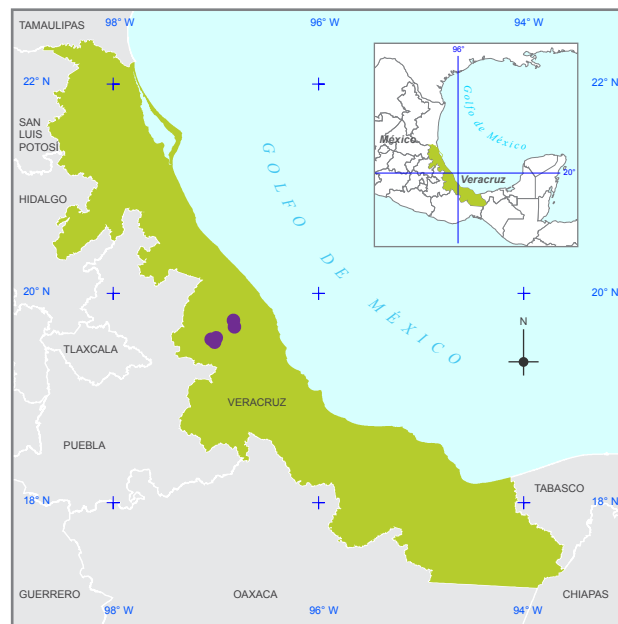 TAMAULIPAS
98° W
96° W
94° W
22° N
22° N
SAN
LUIS
POTOSÍ
HIDALGO
GOLFO DE MÉXICO
96°
Golfo de México
México
Veracruz
20°
20° N
20° N
N
TLAXCALA
VERACRUZ
PUEBLA
18° N
18° N
TABASCO
GUERRERO
OAXACA
CHIAPAS
98° W
96° W
94° W